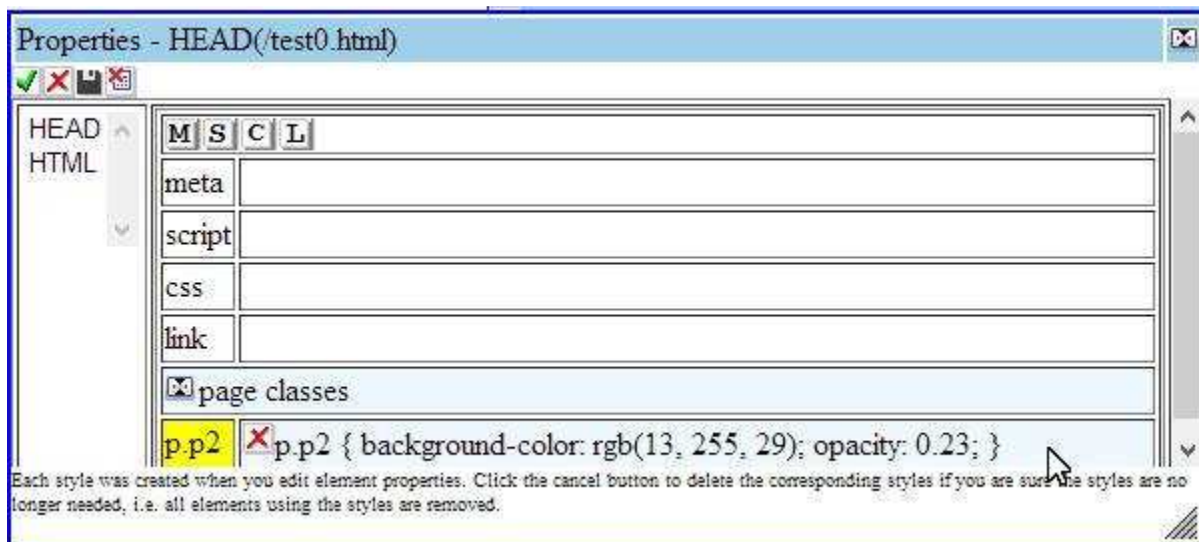 Properties - HEAD(/test0.html)
HEAD
HTML
M S C L
meta
script
css
link
page classes
p.p2 p.p2 { background-color: rgb(13, 255, 29); opacity: 0.23; }
Each style was created when you edit element properties. Click the cancel button to delete the corresponding styles if you are sure the styles are no
longer needed, i.e. all elements using the styles are removed.